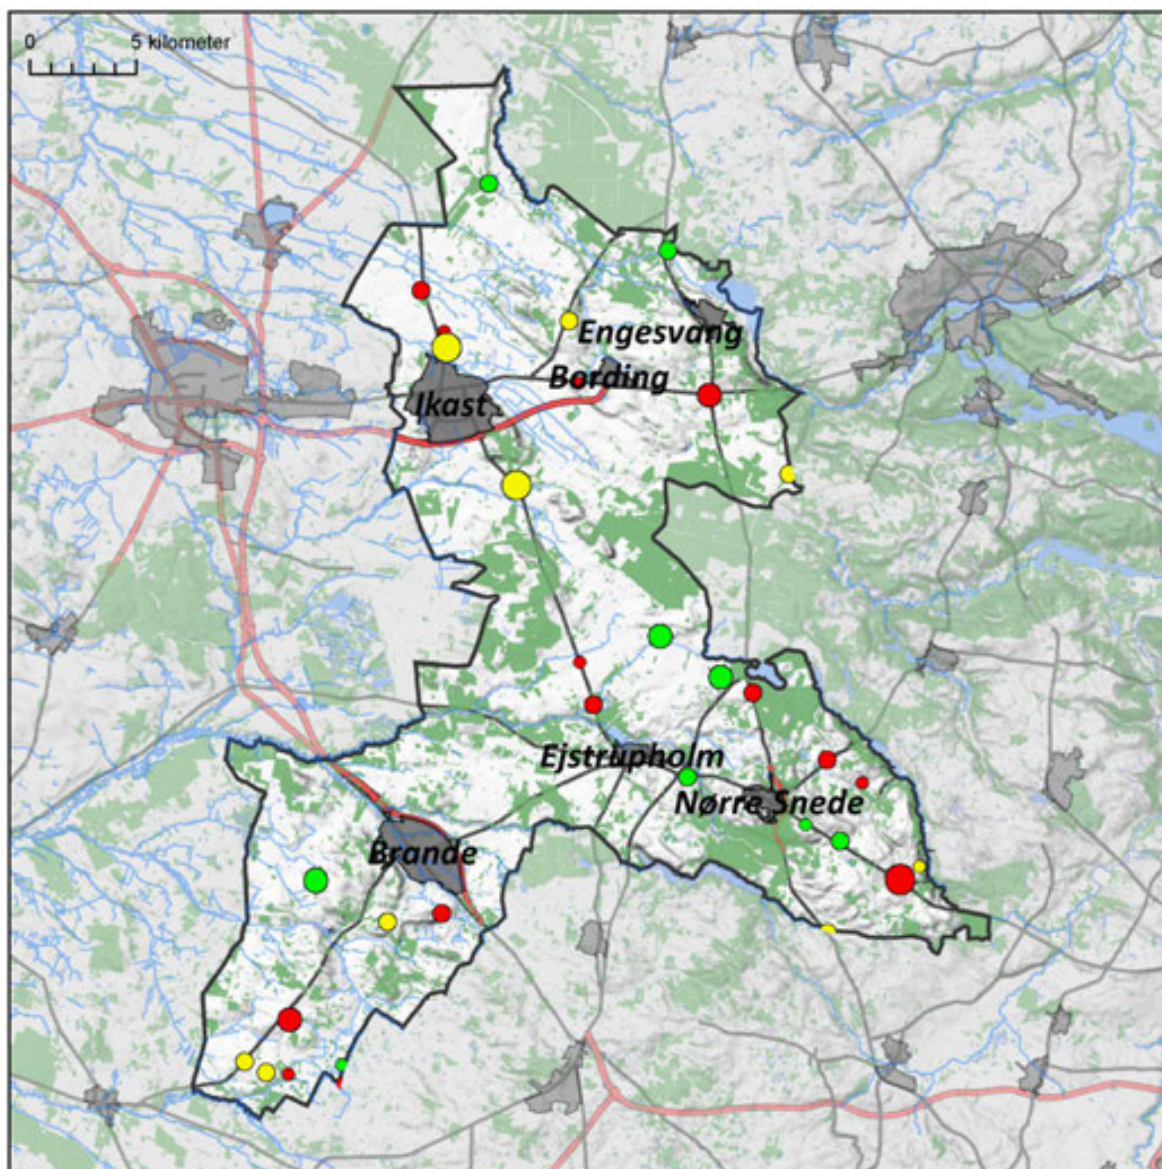 0 5 kilometer
Engesvang
Bording
Ikast
Ejstrupholm
Nørre Snede
Brande